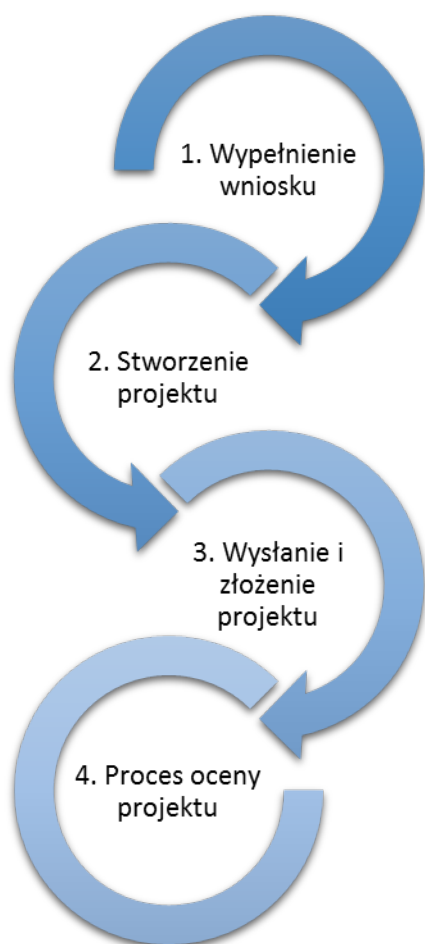 1. Wypełnienie
wniosku
2. Stworzenie
projektu
3. Wysłanie i
złożenie
projektu
4. Proces oceny
projektu